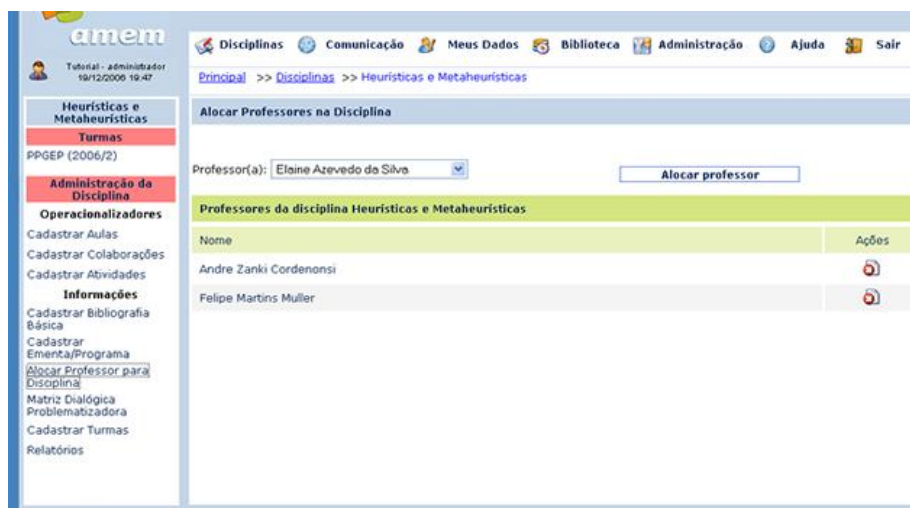 amem
Disciplinas Comunicação Meus Dados Biblioteca Administração Ajuda Sair
Tutorial - administrador
19/12/2006 19:47
Principal >> Disciplinas >> Heurísticas e Metaheurísticas
Heurísticas e
Metaheurísticas
Turmas
PPGEP (2006/2)
Administração da
Disciplina
Operacionalizadores
Cadastrar Aulas
Cadastrar Colaborações
Cadastrar Atividades
Informações
Cadastrar Bibliografia
Básica
Cadastrar
Ementa/Programa
Alocar Professor para
Disciplina
Matriz Dialógica
Problematizadora
Cadastrar Turmas
Relatórios
Alocar Professores na Disciplina
Professor(a): Elaine Azevedo da Silva Alocar professor
Professores da disciplina Heurísticas e Metaheurísticas
Nome Ações
Andre Zanki Cordenonsi
Felipe Martins Muller